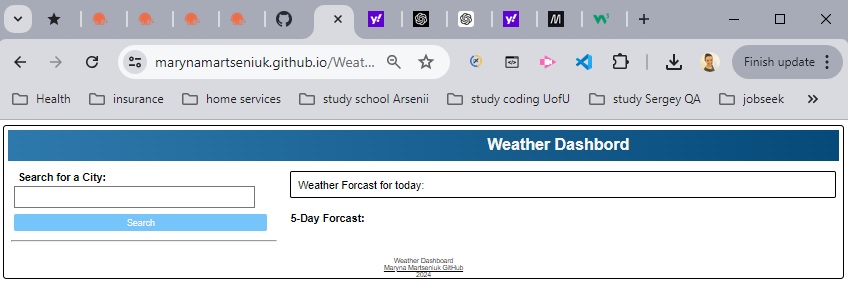 marynamartseniuk.github.io/Weat...
Finish update
Health
insurance
home services
study school Arsenii
study coding UofU
study Sergey QA
jobseek
Weather Dashbord
Search for a City:
Search
Weather Forcast for today:
5-Day Forcast:
Weather Dashboard
Maryna Martseniuk GitHub
2024